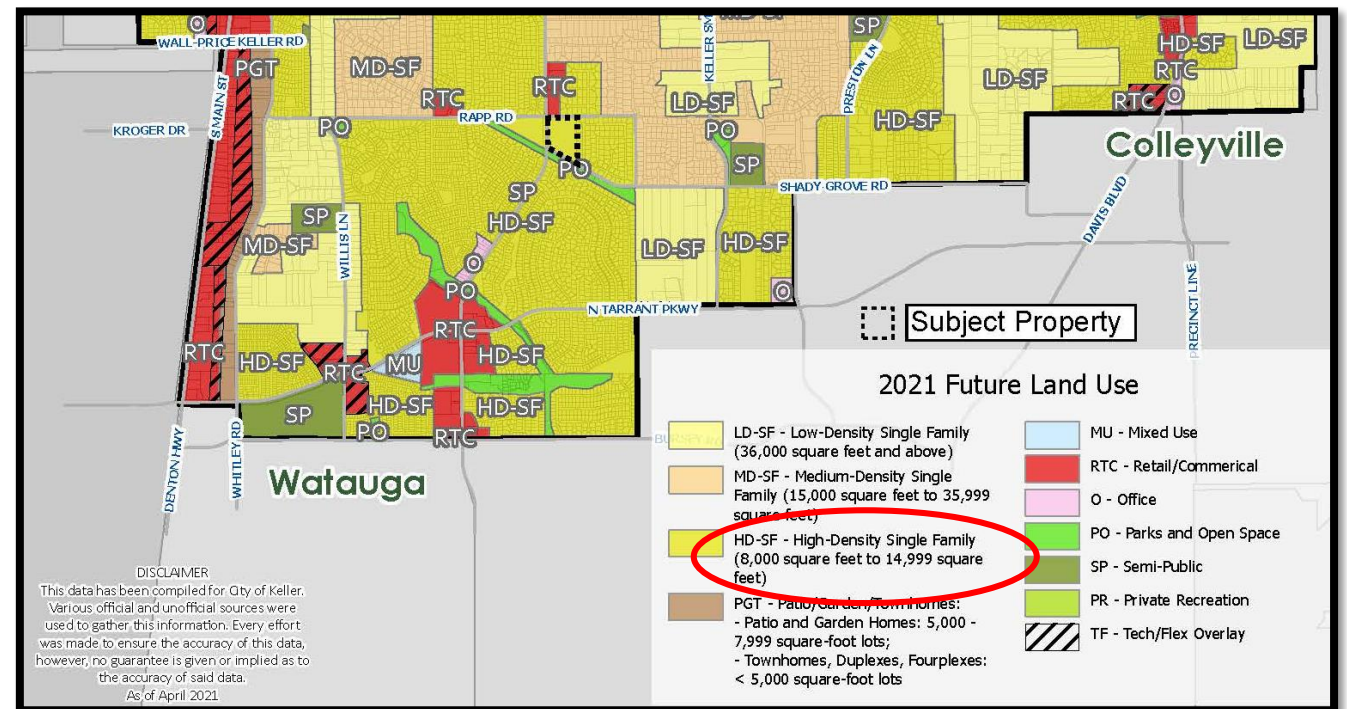 O
MD-SF
SP
WALL-PRICE KELLER RD
KELLER SM
HD-SF
LD-SF
PGT
MD-SF
RTC
PRESTON LN
LD-SF
RTC
S MAIN ST
RTC
LD-SF
RTC
O
KROGER DR
PO
RAPP RD
PO
HD-SF
Colleyville
SP
PO
SHADY GROVE RD
SP
SP
HD-SF
MD-SF
WILLIS LN
LD-SF
HD-SF
DAVIS BLVD
O
PO
O
N TARRANT PKWY
PRECINCT LINE
RTC
Subject Property
RTC
HD-SF
RTC
MU
HD-SF
SP
HD-SF
HD-SF
PO
RTC
DENTON HWY
WHITLEY RD
Watauga
2021 Future Land Use
LD-SF - Low-Density Single Family
(36,000 square feet and above)
MD-SF - Medium-Density Single
Family (15,000 square feet to 35,999
square feet)
HD-SF - High-Density Single Family
(8,000 square feet to 14,999 square
feet)
PGT - Patio/Garden/Townhomes:
- Patio and Garden Homes: 5,000 -
7,999 square-foot lots;
- Townhomes, Duplexes, Fourplexes:
< 5,000 square-foot lots
MU - Mixed Use
RTC - Retail/Commerical
O - Office
PO - Parks and Open Space
SP - Semi-Public
PR - Private Recreation
TF - Tech/Flex Overlay
DISCLAIMER
This data has been compiled for City of Keller.
Various official and unofficial sources were
used to gather this information. Every effort
was made to ensure the accuracy of this data,
however, no guarantee is given or implied as to
the accuracy of said data.
As of April 2021